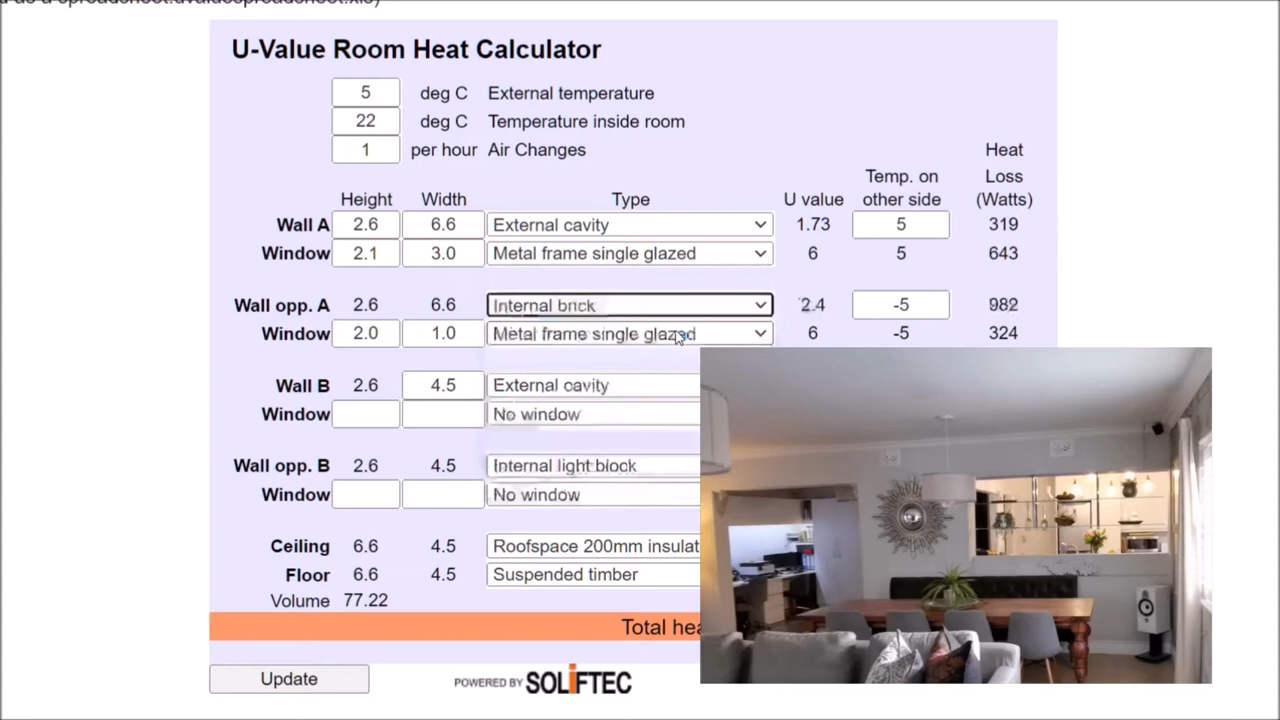 U-Value Room Heat Calculator
5 deg C External temperature
22 deg C Temperature inside room
1 per hour Air Changes
Height Width Type U value Temp. on other side Heat Loss (Watts)
Wall A 2.6 6.6 External cavity 1.73 5 319
Window 2.1 3.0 Metal frame single glazed 6 5 643
Wall opp. A 2.6 6.6 Internal brick 2.4 -5 982
Window 2.0 1.0 Metal frame single glazed 6 -5 324
Wall B 2.6 4.5 External cavity
Window No window
Wall opp. B 2.6 4.5 Internal light block
Window No window
Ceiling 6.6 4.5 Roofspace 200mm insulat
Floor 6.6 4.5 Suspended timber
Volume 77.22
Total hea
Update POWERED BY SOLiFTEC